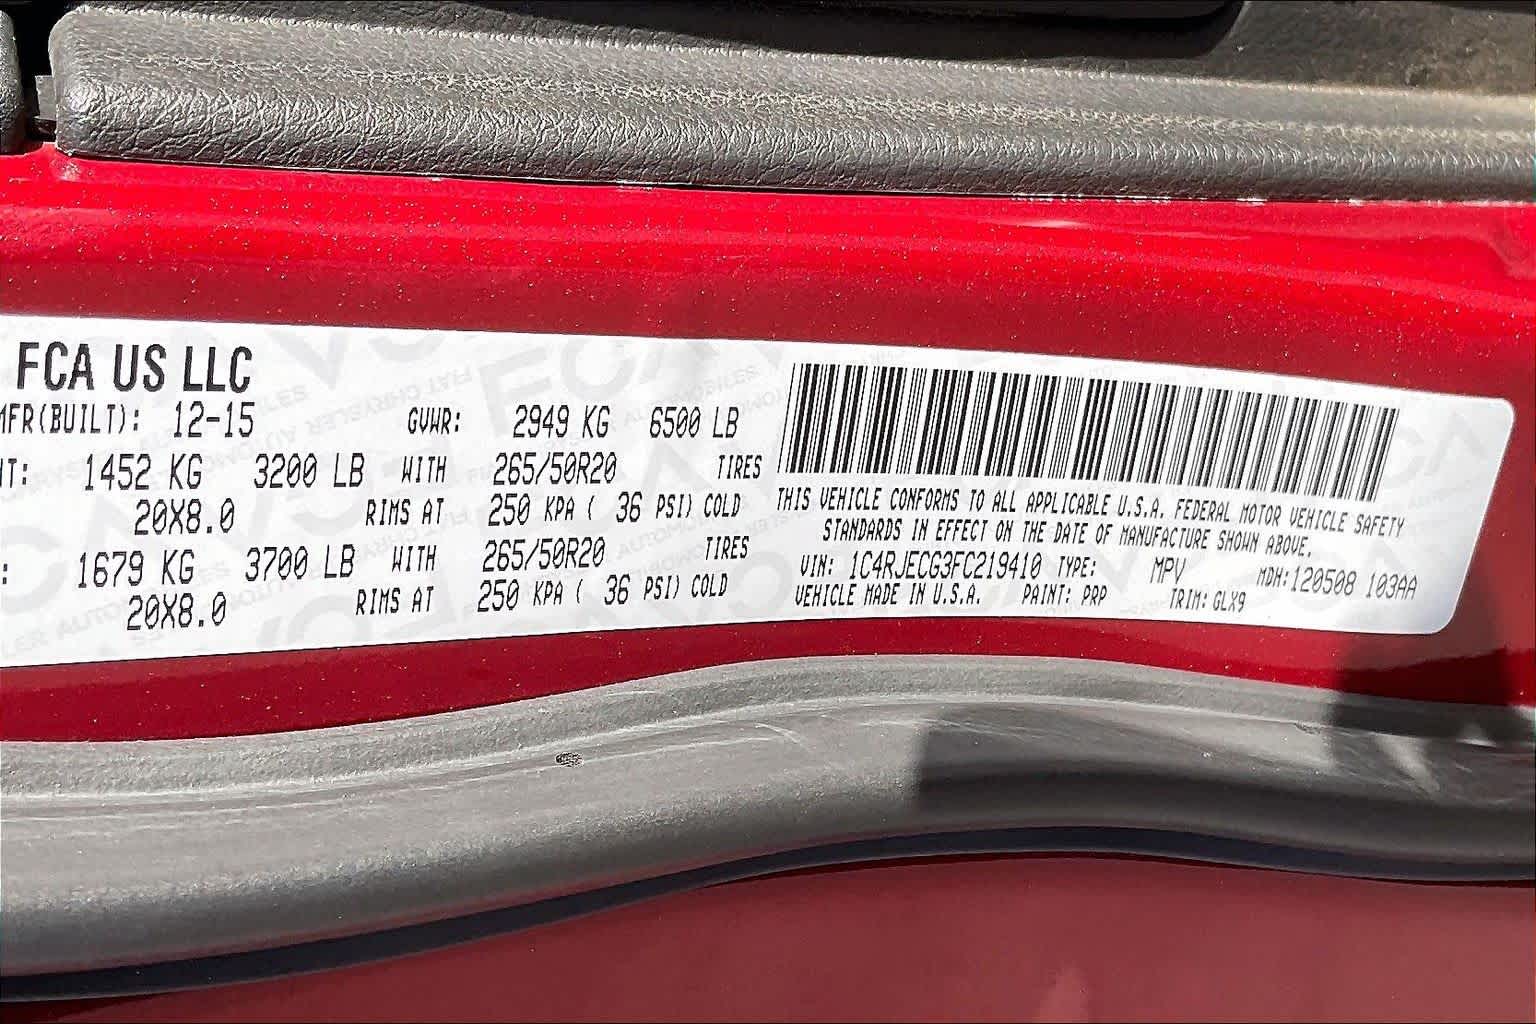 FCA US LLC
MFR(BUILT): 12-15 GVWR: 2949 KG 6500 LB
NT: 1452 KG 3200 LB WITH 265/50R20 TIRES
20X8.0 RIMS AT 250 KPA ( 36 PSI) COLD
: 1679 KG 3700 LB WITH 265/50R20 TIRES
20X8.0 RIMS AT 250 KPA ( 36 PSI) COLD
THIS VEHICLE CONFORMS TO ALL APPLICABLE U.S.A. FEDERAL MOTOR VEHICLE SAFETY
STANDARDS IN EFFECT ON THE DATE OF MANUFACTURE SHOWN ABOVE.
VIN: 1C4RJECG3FC219410 TYPE: MPV MDH:120508 103AA
VEHICLE MADE IN U.S.A. PAINT: PRP TRIM: GLX9